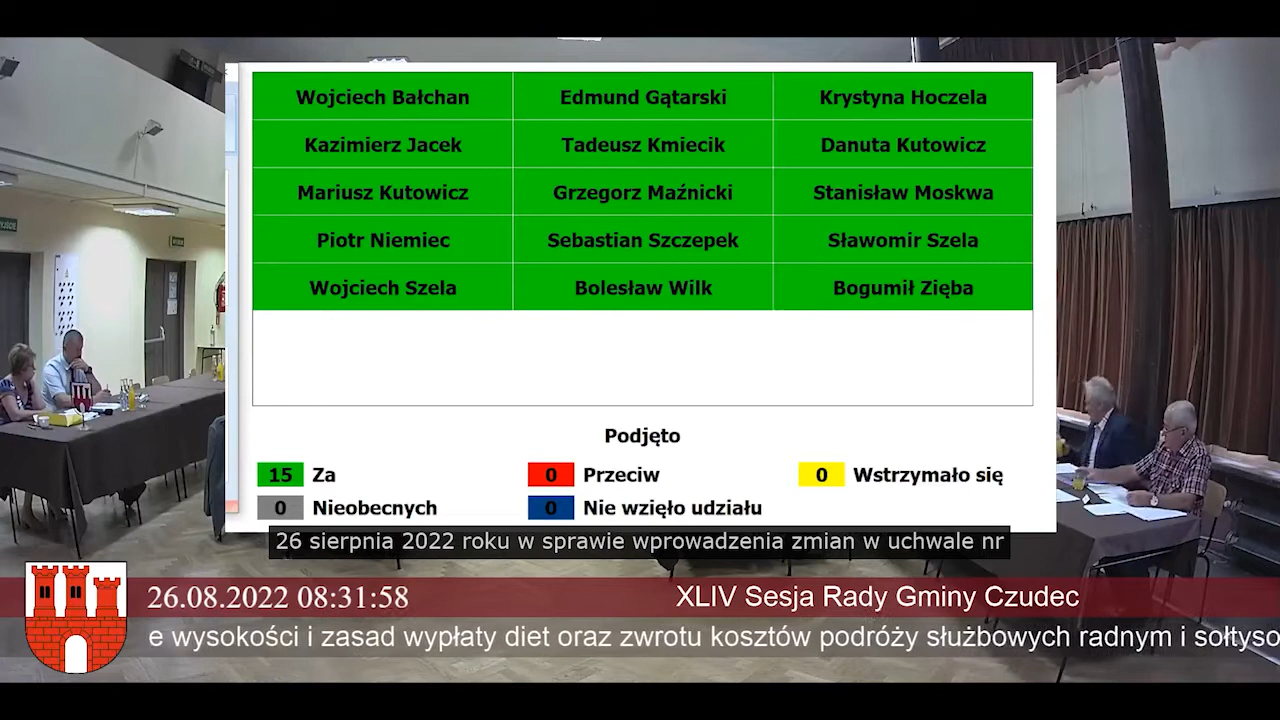 Wojciech Bałchan Edmund Gątarski Krystyna Hoczela
Kazimierz Jacek Tadeusz Kmiecik Danuta Kutowicz
Mariusz Kutowicz Grzegorz Maźnicki Stanisław Moskwa
Piotr Niemiec Sebastian Szczepek Sławomir Szela
Wojciech Szela Bolesław Wilk Bogumił Zięba
Podjęto
15 Za 0 Przeciw 0 Wstrzymało się
0 Nieobecnych 0 Nie wzięło udziału
26 sierpnia 2022 roku w sprawie wprowadzenia zmian w uchwale nr
26.08.2022 08:31:58 XLIV Sesja Rady Gminy Czudec
e wysokości i zasad wypłaty diet oraz zwrotu kosztów podróży służbowych radnym i sołtyso